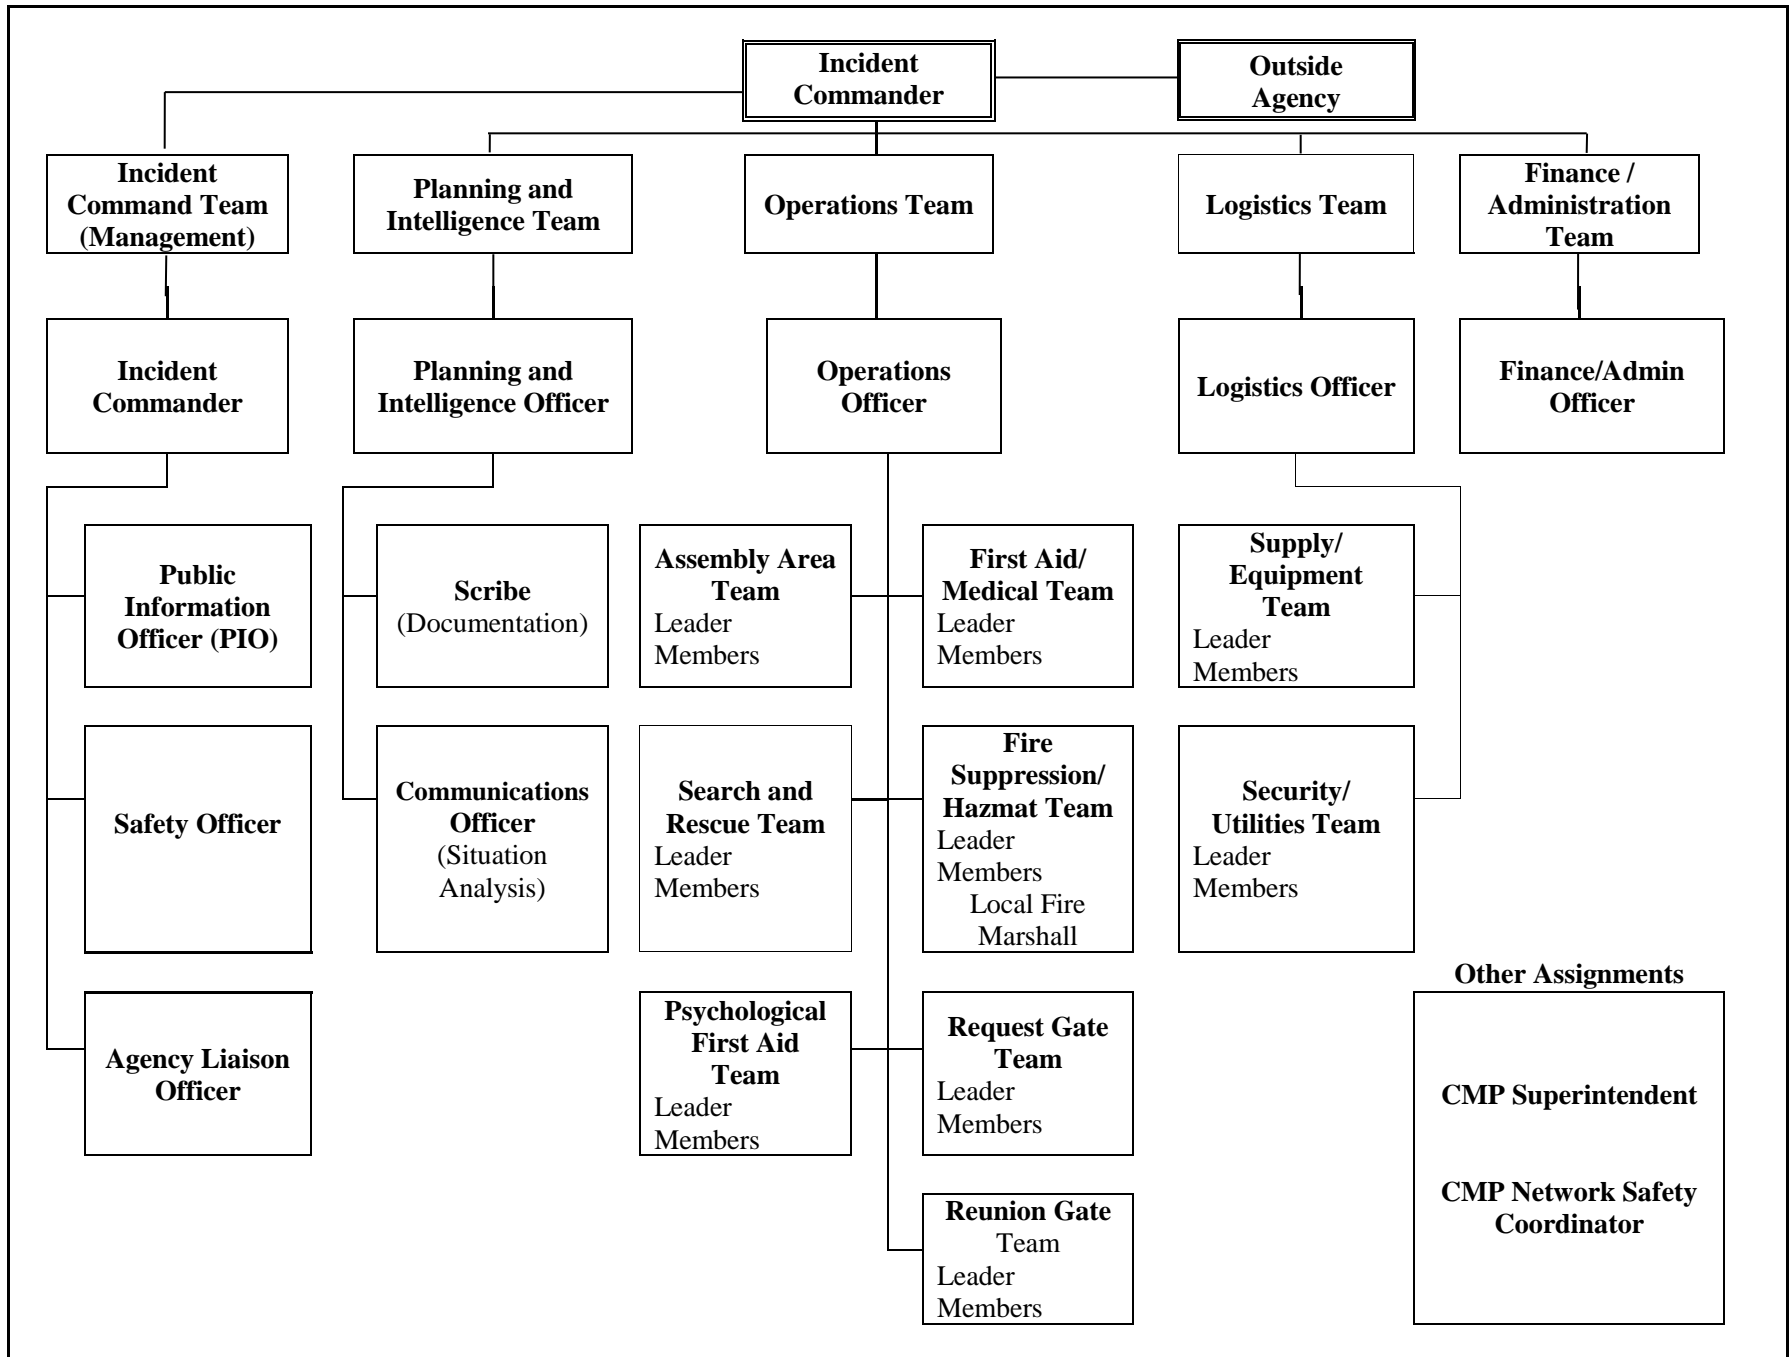 Incident
Commander
Outside
Agency
Incident
Command Team
(Management)
Planning and
Intelligence Team
Operations Team
Logistics Team
Finance /
Administration
Team
Incident
Commander
Planning and
Intelligence Officer
Operations
Officer
Logistics Officer
Finance/Admin
Officer
Public
Information
Officer (PIO)
Scribe
(Documentation)
Assembly Area
Team
Leader
Members
First Aid/
Medical Team
Leader
Members
Supply/
Equipment
Team
Leader
Members
Safety Officer
Communications
Officer
(Situation
Analysis)
Search and
Rescue Team
Leader
Members
Fire
Suppression/
Hazmat Team
Leader
Members
Local Fire
Marshall
Security/
Utilities Team
Leader
Members
Agency Liaison
Officer
Psychological
First Aid
Team
Leader
Members
Request Gate
Team
Leader
Members
Reunion Gate
Team
Leader
Members
Other Assignments
CMP Superintendent
CMP Network Safety
Coordinator